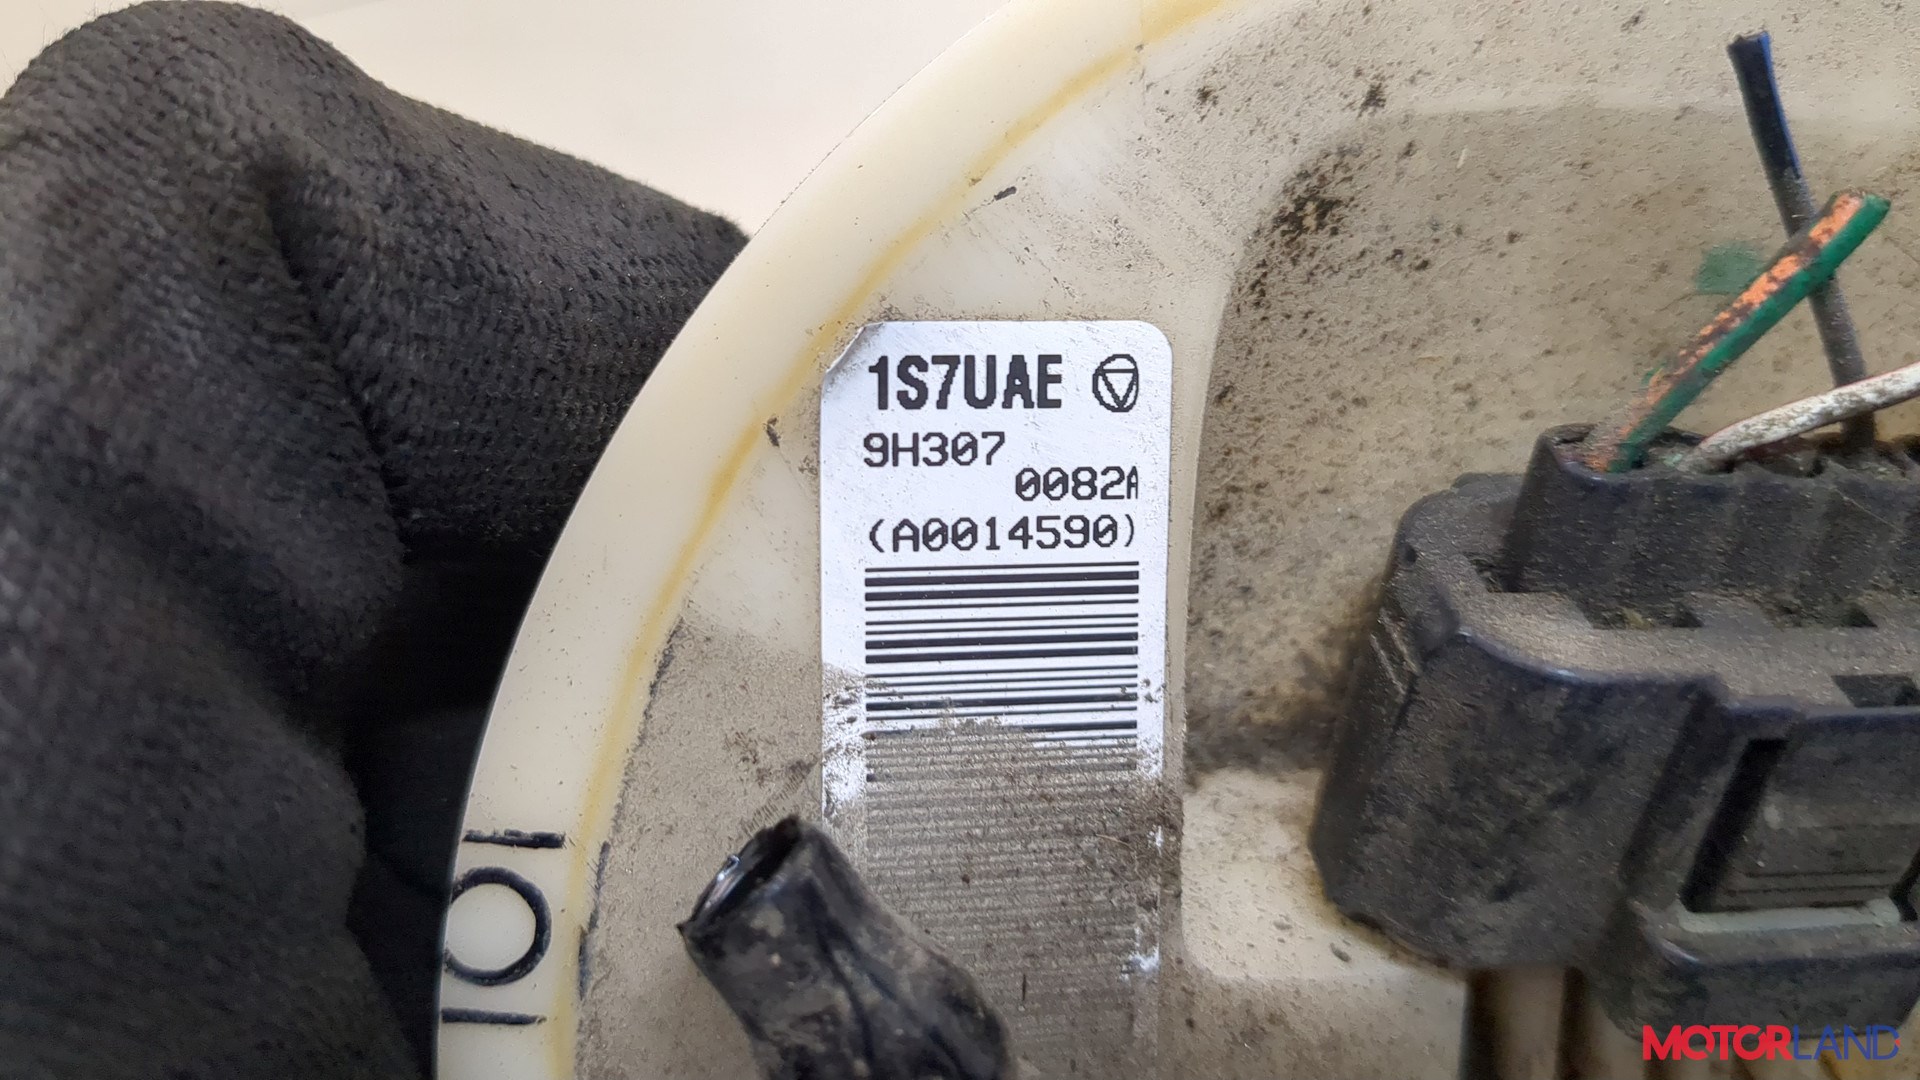 1S7UAE
9H307
0082A
(A0014590)
MOTORLAND